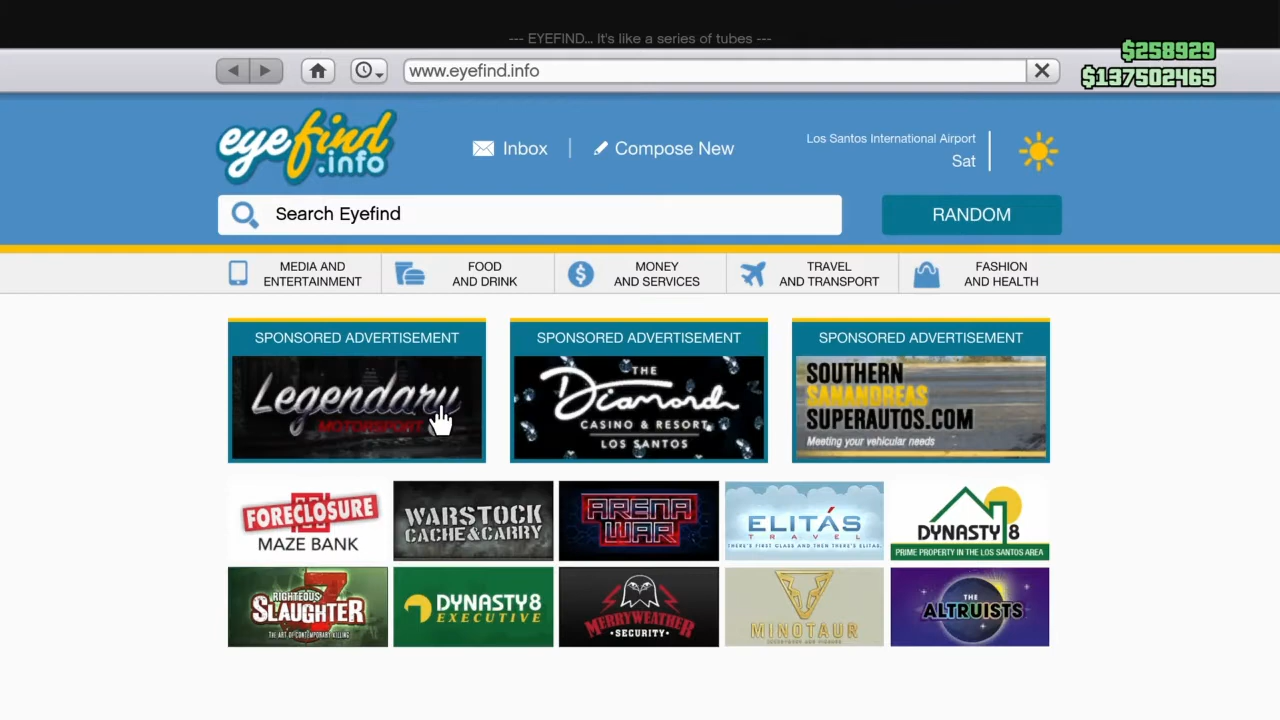 --- EYEFIND... It's like a series of tubes ---
$258929
$137502465
www.eyefind.info
eyefind
.info
Inbox
Compose New
Los Santos International Airport
Sat
Search Eyefind
RANDOM
MEDIA AND
ENTERTAINMENT
FOOD
AND DRINK
MONEY
AND SERVICES
TRAVEL
AND TRANSPORT
FASHION
AND HEALTH
SPONSORED ADVERTISEMENT
Legendary
MOTORSPORT
SPONSORED ADVERTISEMENT
THE
Diamond
CASINO & RESORT
LOS SANTOS
SPONSORED ADVERTISEMENT
SOUTHERN
SANANDREAS
SUPERAUTOS.COM
Meeting your vehicular needs
FORECLOSURE
MAZE BANK
WARSTOCK
CACHE&CARRY
ARENA
WAR
ELITÁS
TRAVEL
THERE'S FIRST CLASS AND THEN THERE'S ELITAS.
DYNASTY 8
PRIME PROPERTY IN THE LOS SANTOS AREA
RIGHTEOUS
SLAUGHTER
7
THE ART OF CONTEMPORARY KILLING
DYNASTY8
EXECUTIVE
MERRYWEATHER
SECURITY
MINOTAUR
THE
ALTRUISTS